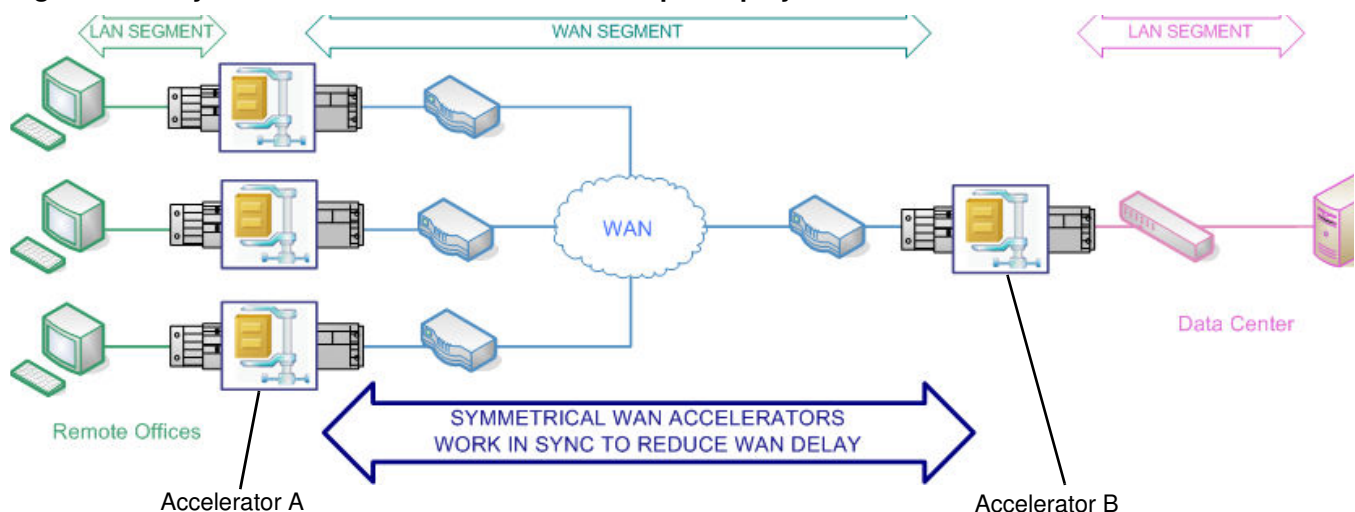 LAN SEGMENT
WAN SEGMENT
LAN SEGMENT
WAN
Data Center
SYMMETRICAL WAN ACCELERATORS
WORK IN SYNC TO REDUCE WAN DELAY
Remote Offices
Accelerator A
Accelerator B